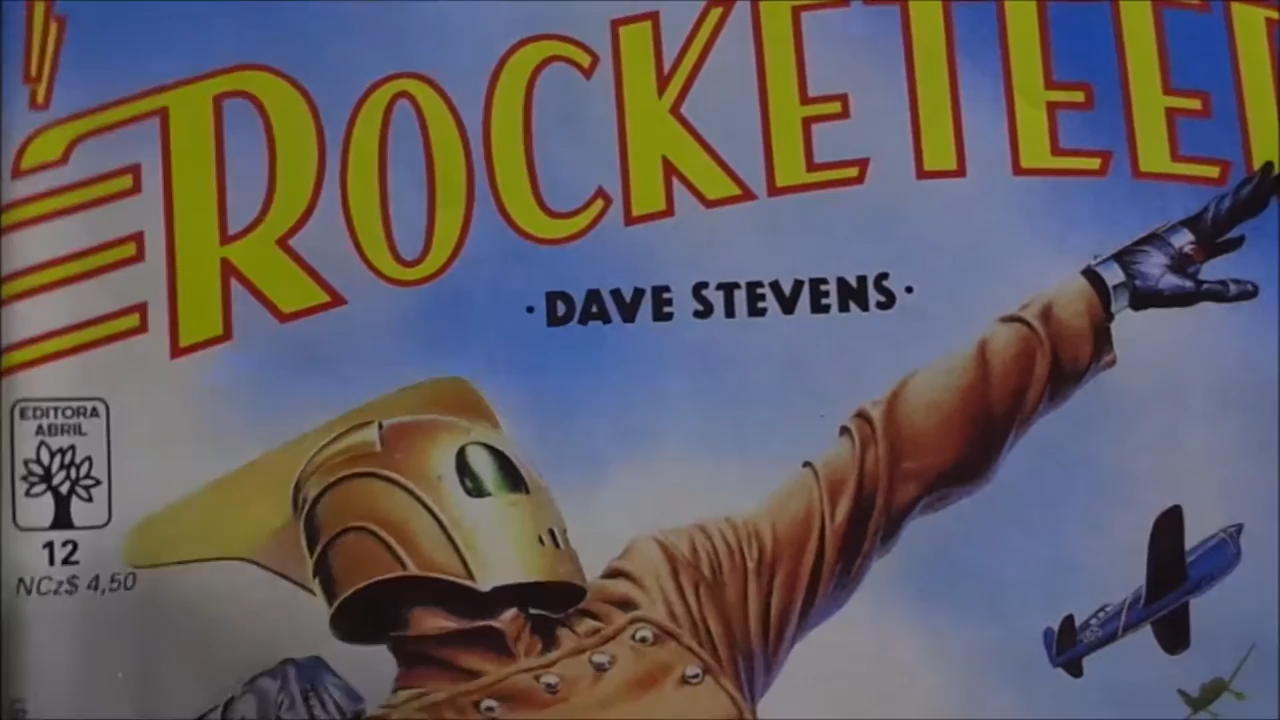 ROCKETEER
·DAVE STEVENS·
EDITORA
ABRIL
12
NCz$ 4,50